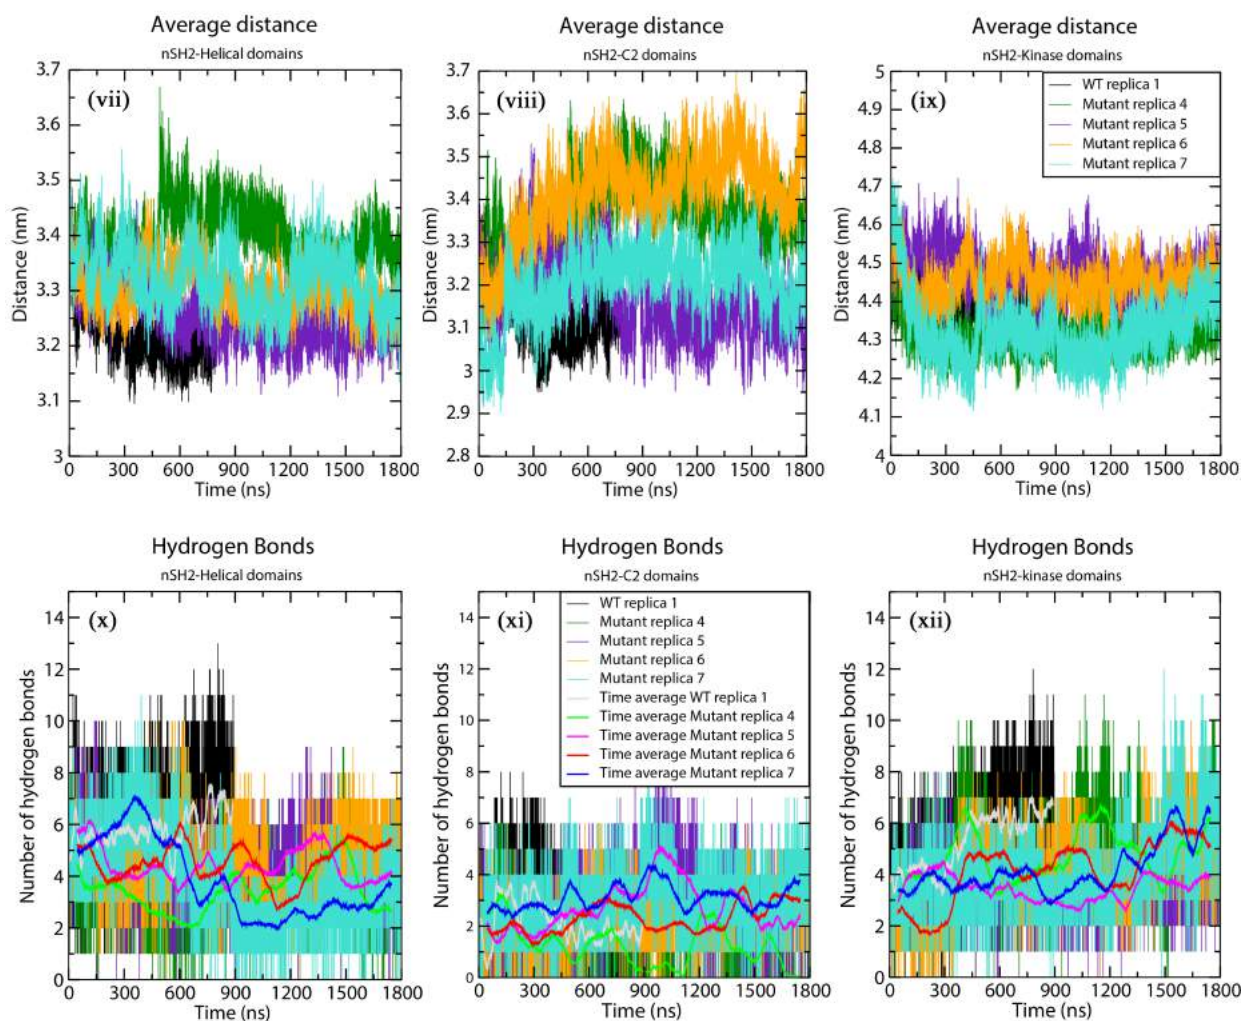 Average distance
nSH2-Helical domains
(vii)
3.7
3.6
3.5
3.4
3.3
3.2
3.1
3
Distance (nm)
0 300 600 900 1200 1500 1800
Time (ns)
Average distance
nSH2-C2 domains
(viii)
3.7
3.6
3.5
3.4
3.3
3.2
3.1
3
2.9
2.8
Distance (nm)
0 300 600 900 1200 1500 1800
Time (ns)
Average distance
nSH2-Kinase domains
(ix)
5
4.9
4.8
4.7
4.6
4.5
4.4
4.3
4.2
4.1
4
Distance (nm)
WT replica 1
Mutant replica 4
Mutant replica 5
Mutant replica 6
Mutant replica 7
0 300 600 900 1200 1500 1800
Time (ns)
Hydrogen Bonds
nSH2-Helical domains
(x)
14
12
10
8
6
4
2
0
Number of hydrogen bonds
0 300 600 900 1200 1500 1800
Time (ns)
Hydrogen Bonds
nSH2-C2 domains
(xi)
14
12
10
8
6
4
2
0
Number of hydrogen bonds
WT replica 1
Mutant replica 4
Mutant replica 5
Mutant replica 6
Mutant replica 7
Time average WT replica 1
Time average Mutant replica 4
Time average Mutant replica 5
Time average Mutant replica 6
Time average Mutant replica 7
0 300 600 900 1200 1500 1800
Time (ns)
Hydrogen Bonds
nSH2-kinase domains
(xii)
14
12
10
8
6
4
2
0
Number of hydrogen bonds
0 300 600 900 1200 1500 1800
Time (ns)